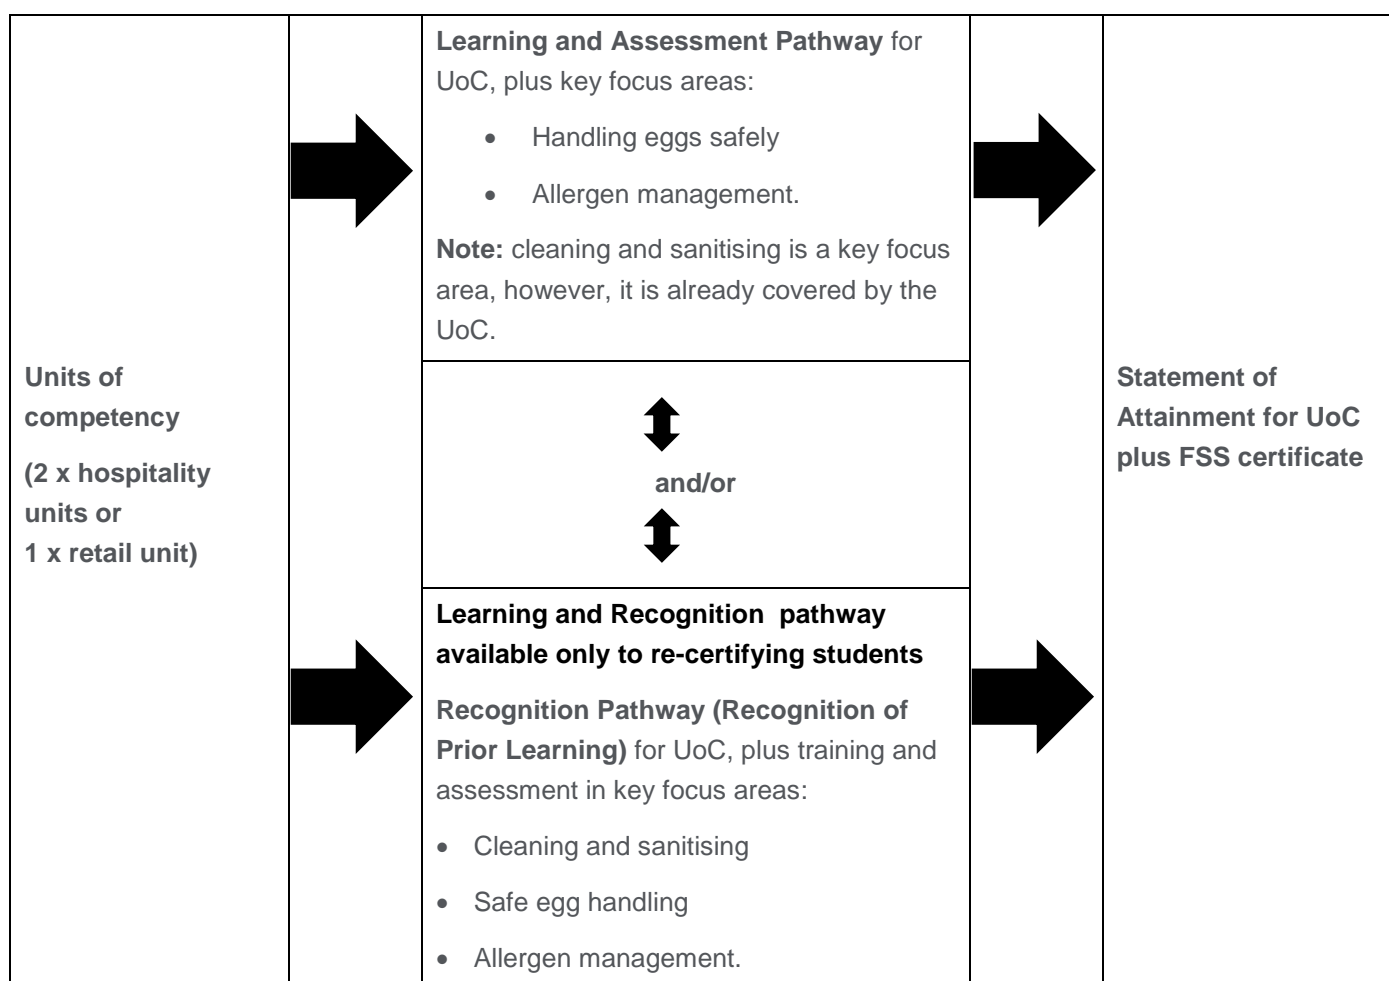 Units of
competency
(2 x hospitality
units or
1 x retail unit)
Learning and Assessment Pathway for
UoC, plus key focus areas:
• Handling eggs safely
• Allergen management.
Note: cleaning and sanitising is a key focus
area, however, it is already covered by the
UoC.
and/or
Learning and Recognition pathway
available only to re-certifying students
Recognition Pathway (Recognition of
Prior Learning) for UoC, plus training and
assessment in key focus areas:
• Cleaning and sanitising
• Safe egg handling
• Allergen management.
Statement of
Attainment for UoC
plus FSS certificate